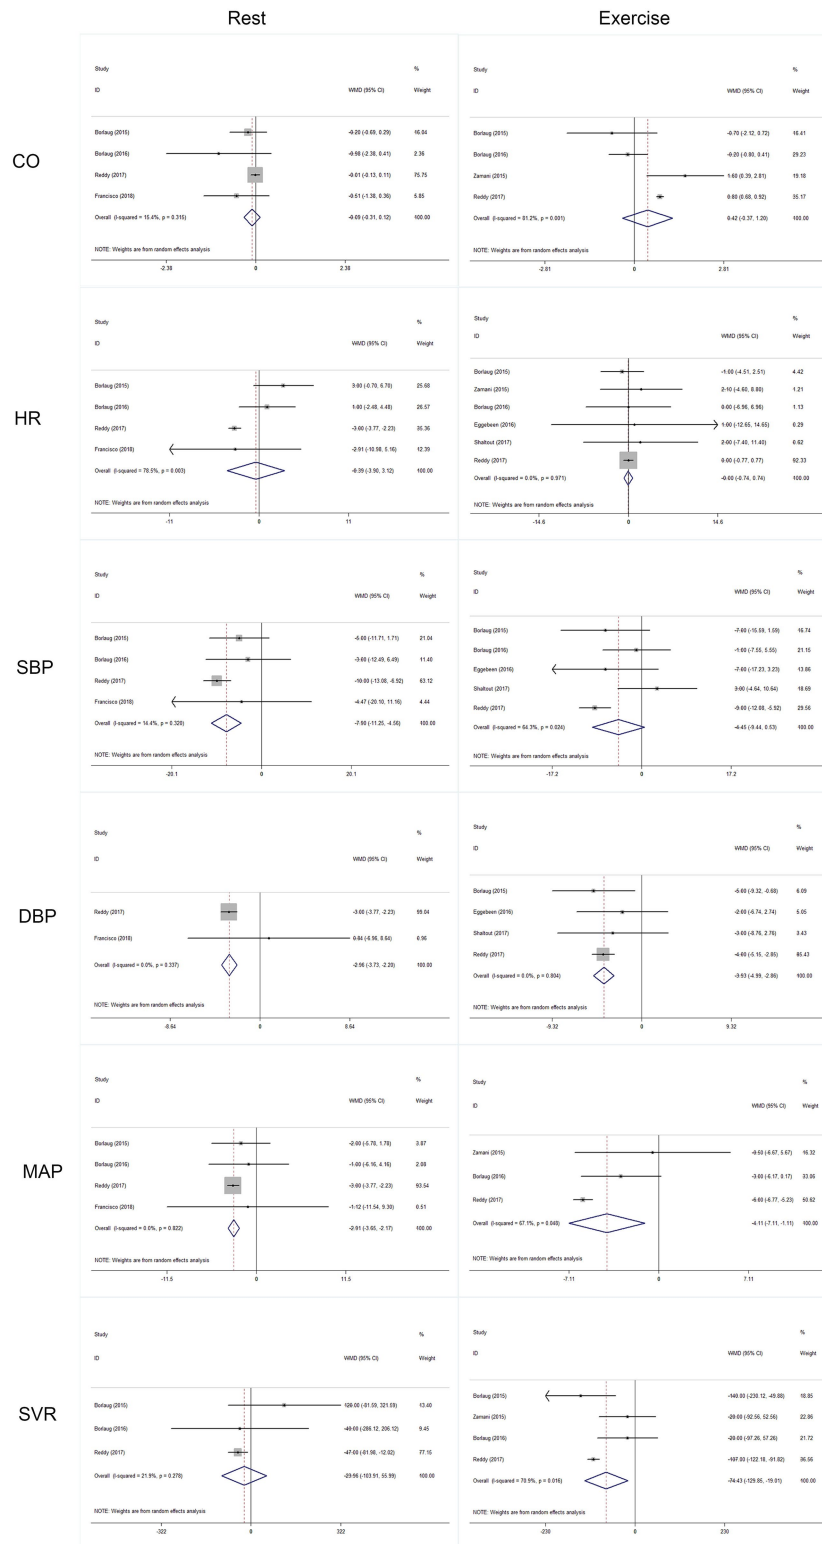 Rest Exercise
CO
Study %
ID WMD (95% CI) Weight
Borlaug (2015) -0.20 (-0.69, 0.29) 16.04
Borlaug (2016) -0.98 (-2.38, 0.41) 2.36
Reddy (2017) -0.01 (-0.13, 0.11) 75.75
Francisco (2018) -0.51 (-1.38, 0.36) 5.85
Overall (I-squared = 15.4%, p = 0.315) -0.09 (-0.31, 0.12) 100.00
NOTE: Weights are from random effects analysis
-2.38 0 2.38
Study %
ID WMD (95% CI) Weight
Borlaug (2015) -0.70 (-2.12, 0.72) 16.41
Borlaug (2016) -0.20 (-0.80, 0.41) 29.23
Zamani (2015) 1.60 (0.39, 2.81) 19.18
Reddy (2017) 0.80 (0.68, 0.92) 35.17
Overall (I-squared = 81.2%, p = 0.001) 0.42 (-0.37, 1.20) 100.00
NOTE: Weights are from random effects analysis
-2.81 0 2.81
HR
Study %
ID WMD (95% CI) Weight
Borlaug (2015) 3.00 (-0.70, 6.70) 25.68
Borlaug (2016) 1.00 (-2.48, 4.48) 26.57
Reddy (2017) -3.00 (-3.77, -2.23) 35.36
Francisco (2018) -2.91 (-10.98, 5.16) 12.39
Overall (I-squared = 78.5%, p = 0.003) -0.39 (-3.90, 3.12) 100.00
NOTE: Weights are from random effects analysis
-11 0 11
Study %
ID WMD (95% CI) Weight
Borlaug (2015) -1.00 (-4.51, 2.51) 4.42
Zamani (2015) 2.10 (-4.60, 8.80) 1.21
Borlaug (2016) 0.00 (-6.96, 6.96) 1.13
Eggebeen (2016) 1.00 (-12.65, 14.65) 0.29
Shaltout (2017) 2.00 (-7.40, 11.40) 0.62
Reddy (2017) 0.00 (-0.77, 0.77) 92.33
Overall (I-squared = 0.0%, p = 0.971) -0.00 (-0.74, 0.74) 100.00
NOTE: Weights are from random effects analysis
-14.6 0 14.6
SBP
Study %
ID WMD (95% CI) Weight
Borlaug (2015) -5.00 (-11.71, 1.71) 21.04
Borlaug (2016) -3.00 (-12.49, 6.49) 11.40
Reddy (2017) -10.00 (-13.08, -6.92) 63.12
Francisco (2018) -4.47 (-20.10, 11.16) 4.44
Overall (I-squared = 14.4%, p = 0.320) -7.90 (-11.25, -4.56) 100.00
NOTE: Weights are from random effects analysis
-20.1 0 20.1
Study %
ID WMD (95% CI) Weight
Borlaug (2015) -7.00 (-15.59, 1.59) 16.74
Borlaug (2016) -1.00 (-7.55, 5.55) 21.15
Eggebeen (2016) -7.00 (-17.23, 3.23) 13.86
Shaltout (2017) 3.00 (-4.64, 10.64) 18.69
Reddy (2017) -9.00 (-12.08, -5.92) 29.56
Overall (I-squared = 64.3%, p = 0.024) -4.45 (-9.44, 0.53) 100.00
NOTE: Weights are from random effects analysis
-17.2 0 17.2
DBP
Study %
ID WMD (95% CI) Weight
Reddy (2017) -3.00 (-3.77, -2.23) 99.04
Francisco (2018) 0.84 (-6.96, 8.64) 0.96
Overall (I-squared = 0.0%, p = 0.337) -2.96 (-3.73, -2.20) 100.00
NOTE: Weights are from random effects analysis
-8.64 0 8.64
Study %
ID WMD (95% CI) Weight
Borlaug (2015) -5.00 (-9.32, -0.68) 6.09
Eggebeen (2016) -2.00 (-6.74, 2.74) 5.05
Shaltout (2017) -3.00 (-8.76, 2.76) 3.43
Reddy (2017) -4.00 (-5.15, -2.85) 85.43
Overall (I-squared = 0.0%, p = 0.804) -3.93 (-4.99, -2.86) 100.00
NOTE: Weights are from random effects analysis
-9.32 0 9.32
MAP
Study %
ID WMD (95% CI) Weight
Borlaug (2015) -2.00 (-5.70, 1.70) 3.87
Borlaug (2016) -1.00 (-6.16, 4.16) 2.08
Reddy (2017) -3.00 (-3.77, -2.23) 93.54
Francisco (2018) -1.12 (-11.54, 9.30) 0.51
Overall (I-squared = 0.0%, p = 0.822) -2.91 (-3.65, -2.17) 100.00
NOTE: Weights are from random effects analysis
-11.5 0 11.5
Study %
ID WMD (95% CI) Weight
Zamani (2015) -0.50 (-6.67, 5.67) 16.32
Borlaug (2016) -3.00 (-6.17, 0.17) 33.06
Reddy (2017) -6.00 (-6.77, -5.23) 50.62
Overall (I-squared = 67.1%, p = 0.048) -4.11 (-7.11, -1.11) 100.00
NOTE: Weights are from random effects analysis
-7.11 0 7.11
SVR
Study %
ID WMD (95% CI) Weight
Borlaug (2015) 120.00 (-81.59, 321.59) 13.40
Borlaug (2016) -40.00 (-286.12, 206.12) 9.45
Reddy (2017) -47.00 (-81.98, -12.02) 77.15
Overall (I-squared = 21.9%, p = 0.278) -23.96 (-103.91, 55.99) 100.00
NOTE: Weights are from random effects analysis
-322 0 322
Study %
ID WMD (95% CI) Weight
Borlaug (2015) -140.00 (-230.12, -49.88) 18.85
Zamani (2015) -20.00 (-92.56, 52.56) 22.86
Borlaug (2016) -20.00 (-97.26, 57.26) 21.72
Reddy (2017) -107.00 (-122.18, -91.82) 36.56
Overall (I-squared = 70.9%, p = 0.016) -74.43 (-129.85, -19.01) 100.00
NOTE: Weights are from random effects analysis
-230 0 230